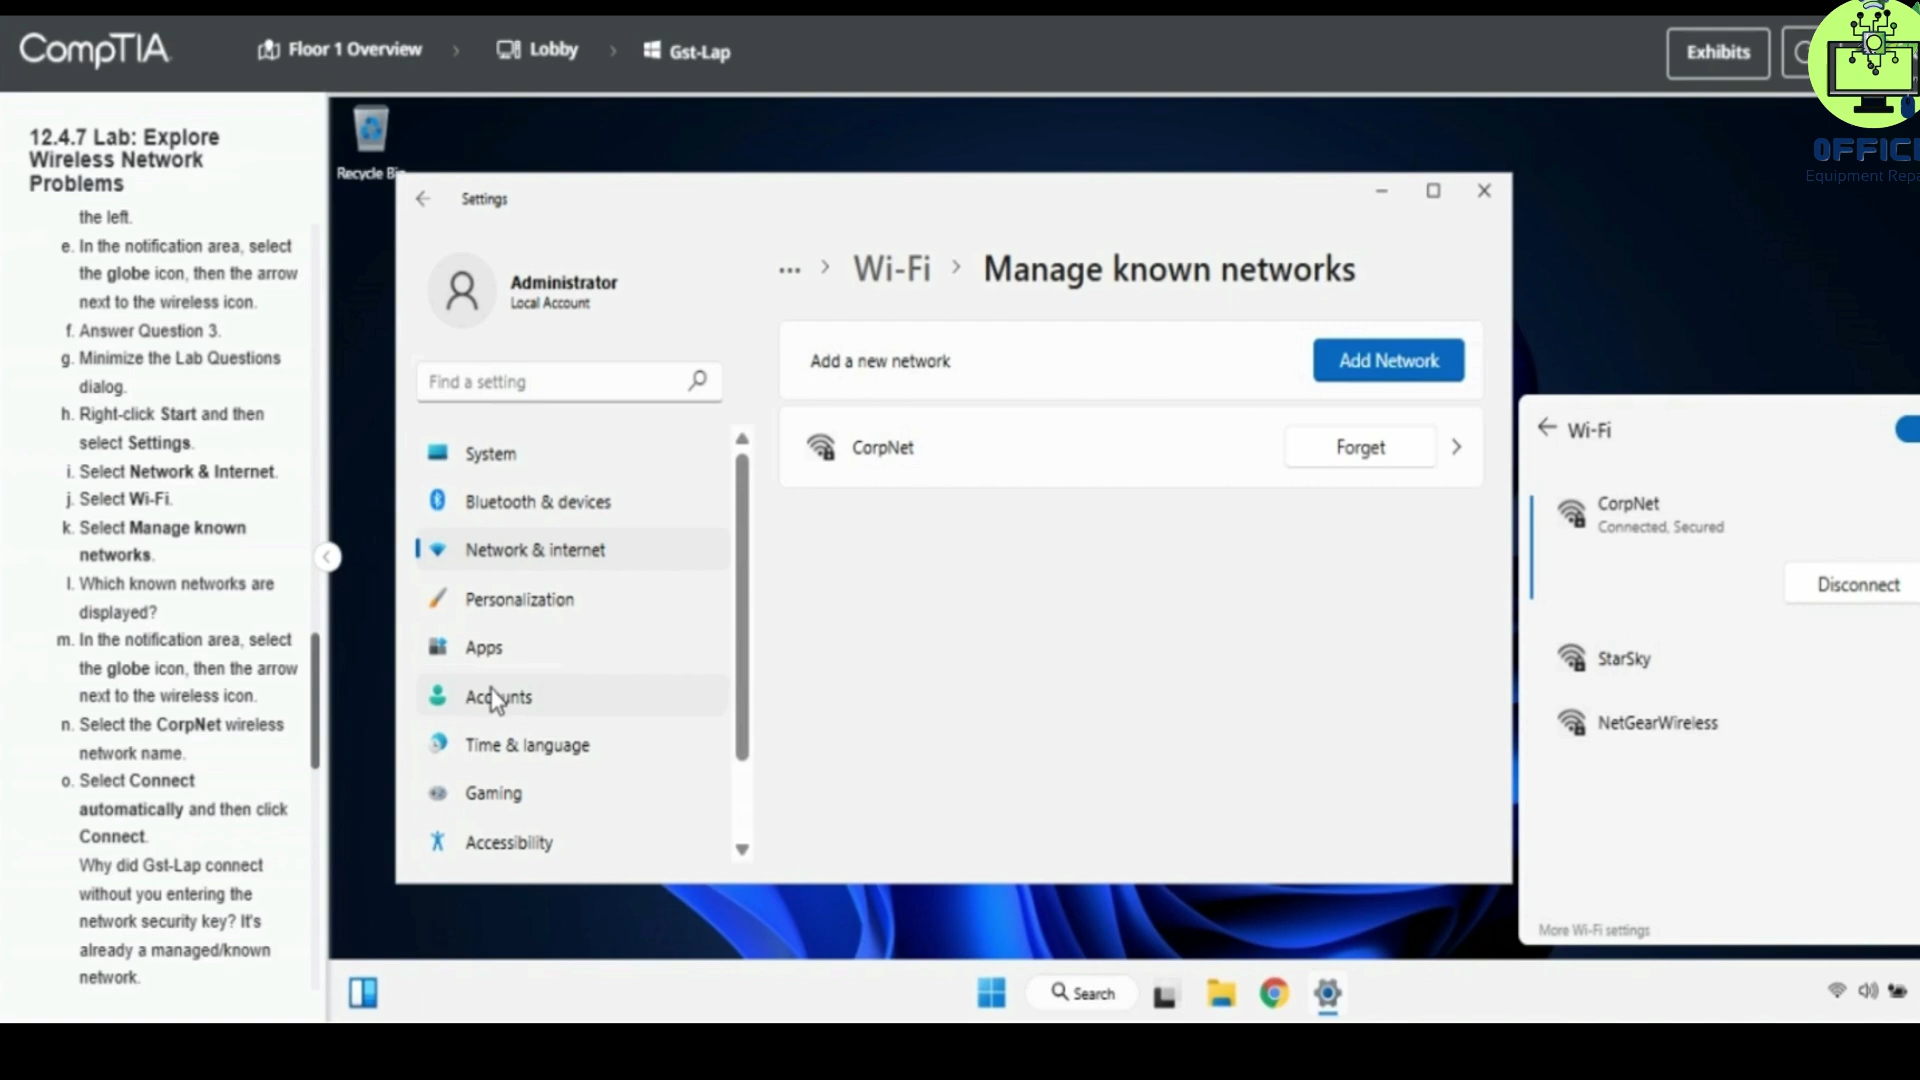 CompTIA
Floor 1 Overview > Lobby > Gst-Lap
Exhibits
OFFIC
Equipment Repa
12.4.7 Lab: Explore
Wireless Network
Problems
the left.
e. In the notification area, select
the globe icon, then the arrow
next to the wireless icon.
f. Answer Question 3.
g. Minimize the Lab Questions
dialog.
h. Right-click Start and then
select Settings.
i. Select Network & Internet.
j. Select Wi-Fi.
k. Select Manage known
networks.
l. Which known networks are
displayed?
m. In the notification area, select
the globe icon, then the arrow
next to the wireless icon.
n. Select the CorpNet wireless
network name.
o. Select Connect
automatically and then click
Connect.
Why did Gst-Lap connect
without you entering the
network security key? It's
already a managed/known
network.
Recycle Bin
Settings
Administrator
Local Account
Find a setting
System
Bluetooth & devices
Network & internet
Personalization
Apps
Accounts
Time & language
Gaming
Accessibility
... > Wi-Fi > Manage known networks
Add a new network
Add Network
CorpNet
Forget
Wi-Fi
CorpNet
Connected, Secured
Disconnect
StarSky
NetGearWireless
More Wi-Fi settings
Search